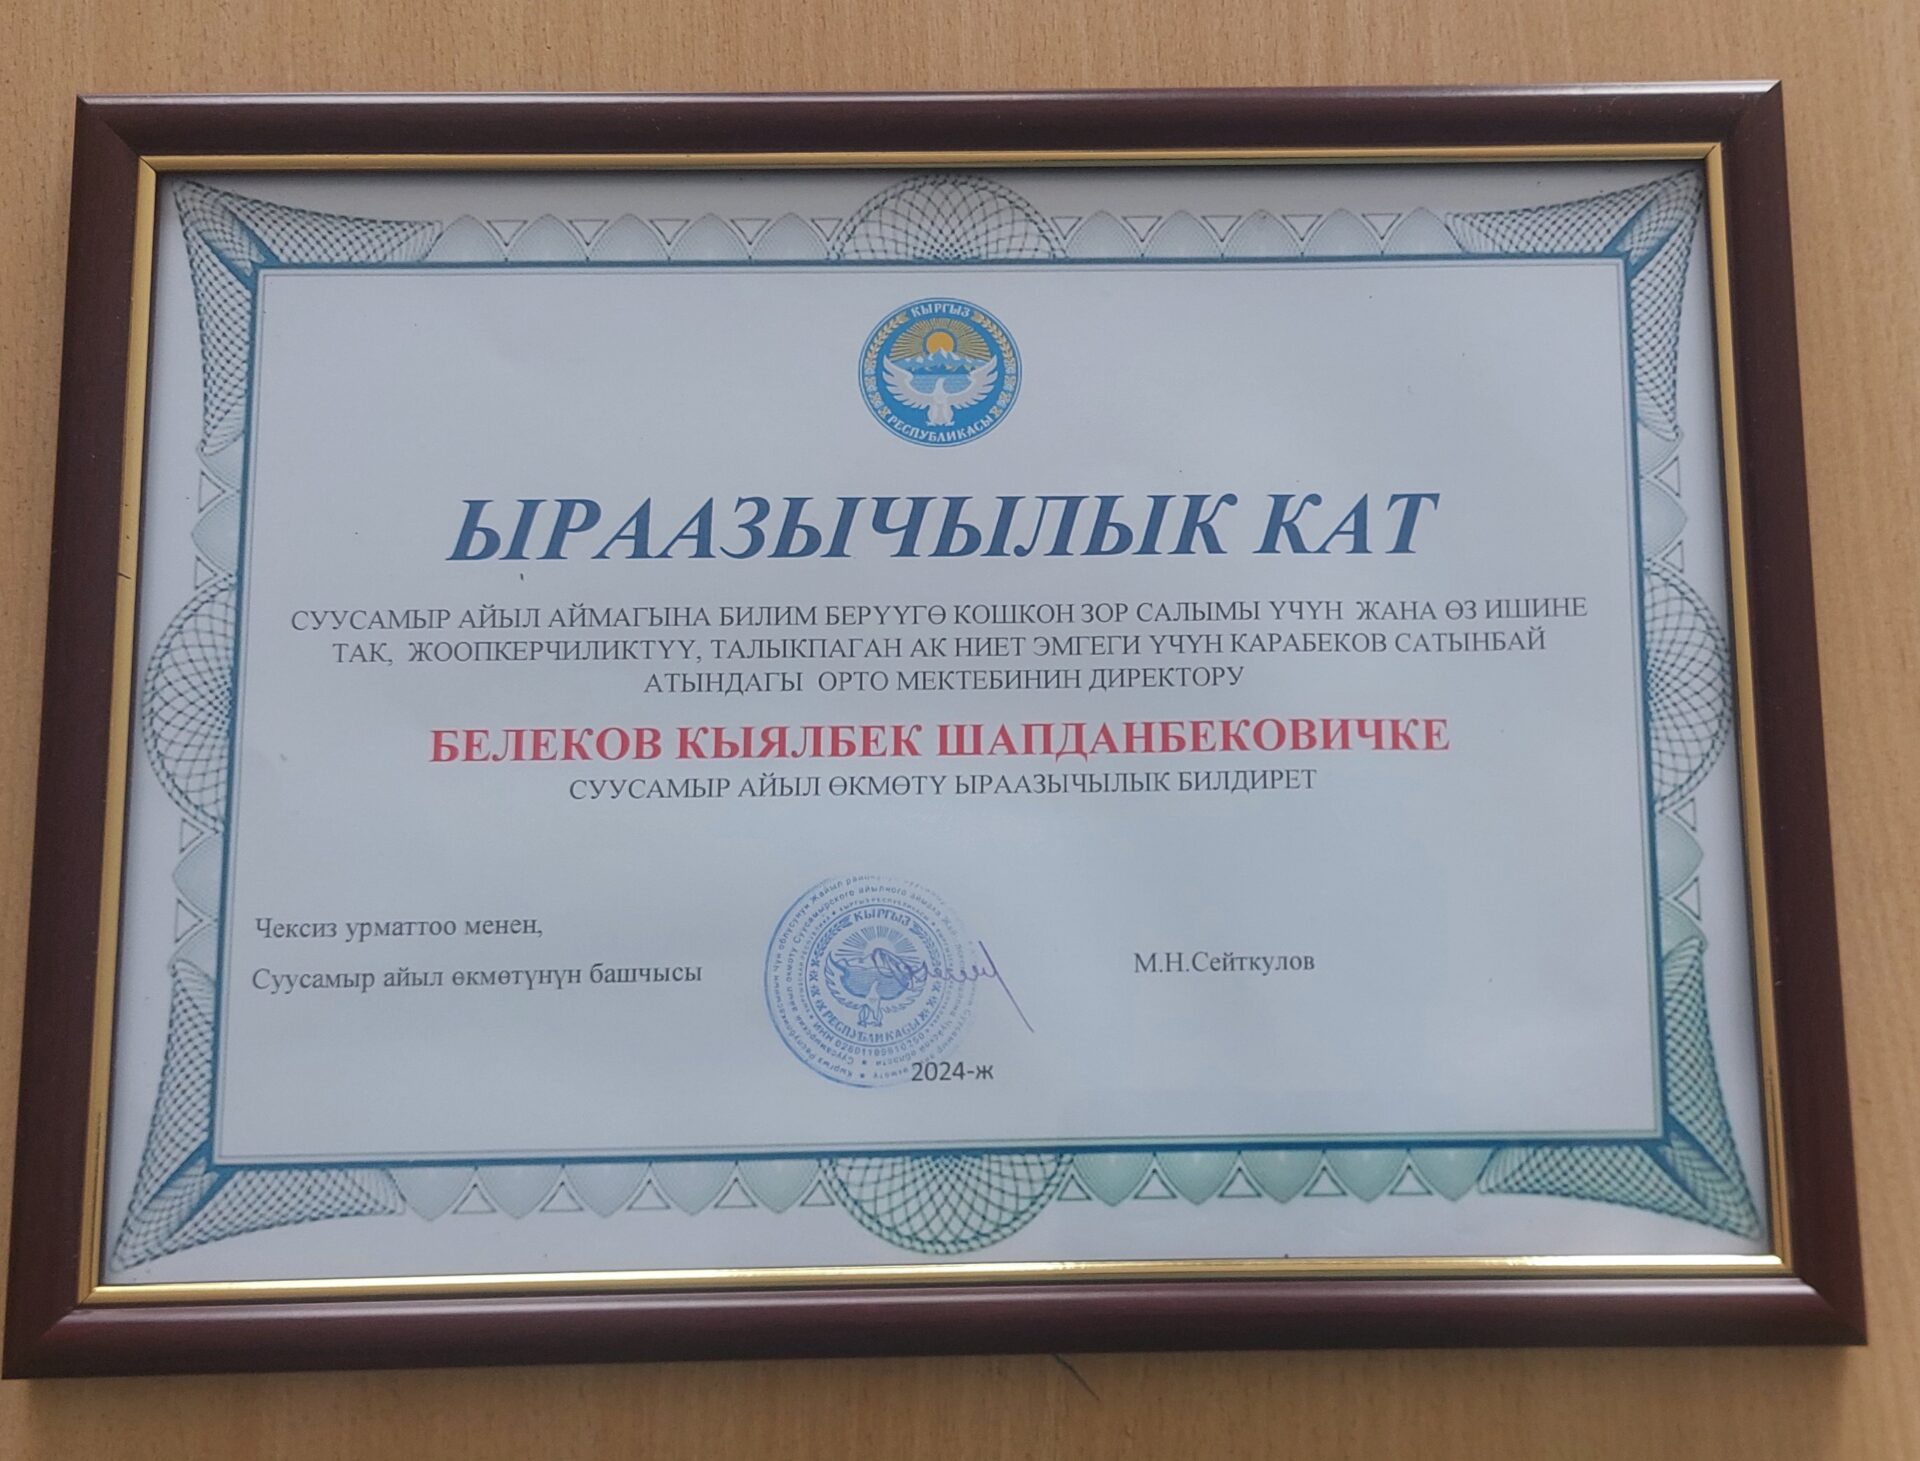 КЫРГЫЗ
РЕСПУБЛИКАСЫ
ЫРААЗЫЧЫЛЫК КАТ
СУУСАМЫР АЙЫЛ АЙМАГЫНА БИЛИМ БЕРҮҮГӨ КОШКОН ЗОР САЛЫМЫ ҮЧҮН ЖАНА ӨЗ ИШИНЕ
ТАК, ЖООПКЕРЧИЛИКТҮҮ, ТАЛЫКПАГАН АК НИЕТ ЭМГЕГИ ҮЧҮН КАРАБЕКОВ САТЫНБАЙ
АТЫНДАГЫ ОРТО МЕКТЕБИНИН ДИРЕКТОРУ
БЕЛЕКОВ КЫЯЛБЕК ШАПДАНБЕКОВИЧКЕ
СУУСАМЫР АЙЫЛ ӨКМӨТҮ ЫРААЗЫЧЫЛЫК БИЛДИРЕТ
Чексиз урматтоо менен,
Суусамыр айыл өкмөтүнүн башчысы
М.Н.Сейткулов
КЫРГЫЗ
РЕСПУБЛИКАСЫ
2024-ж